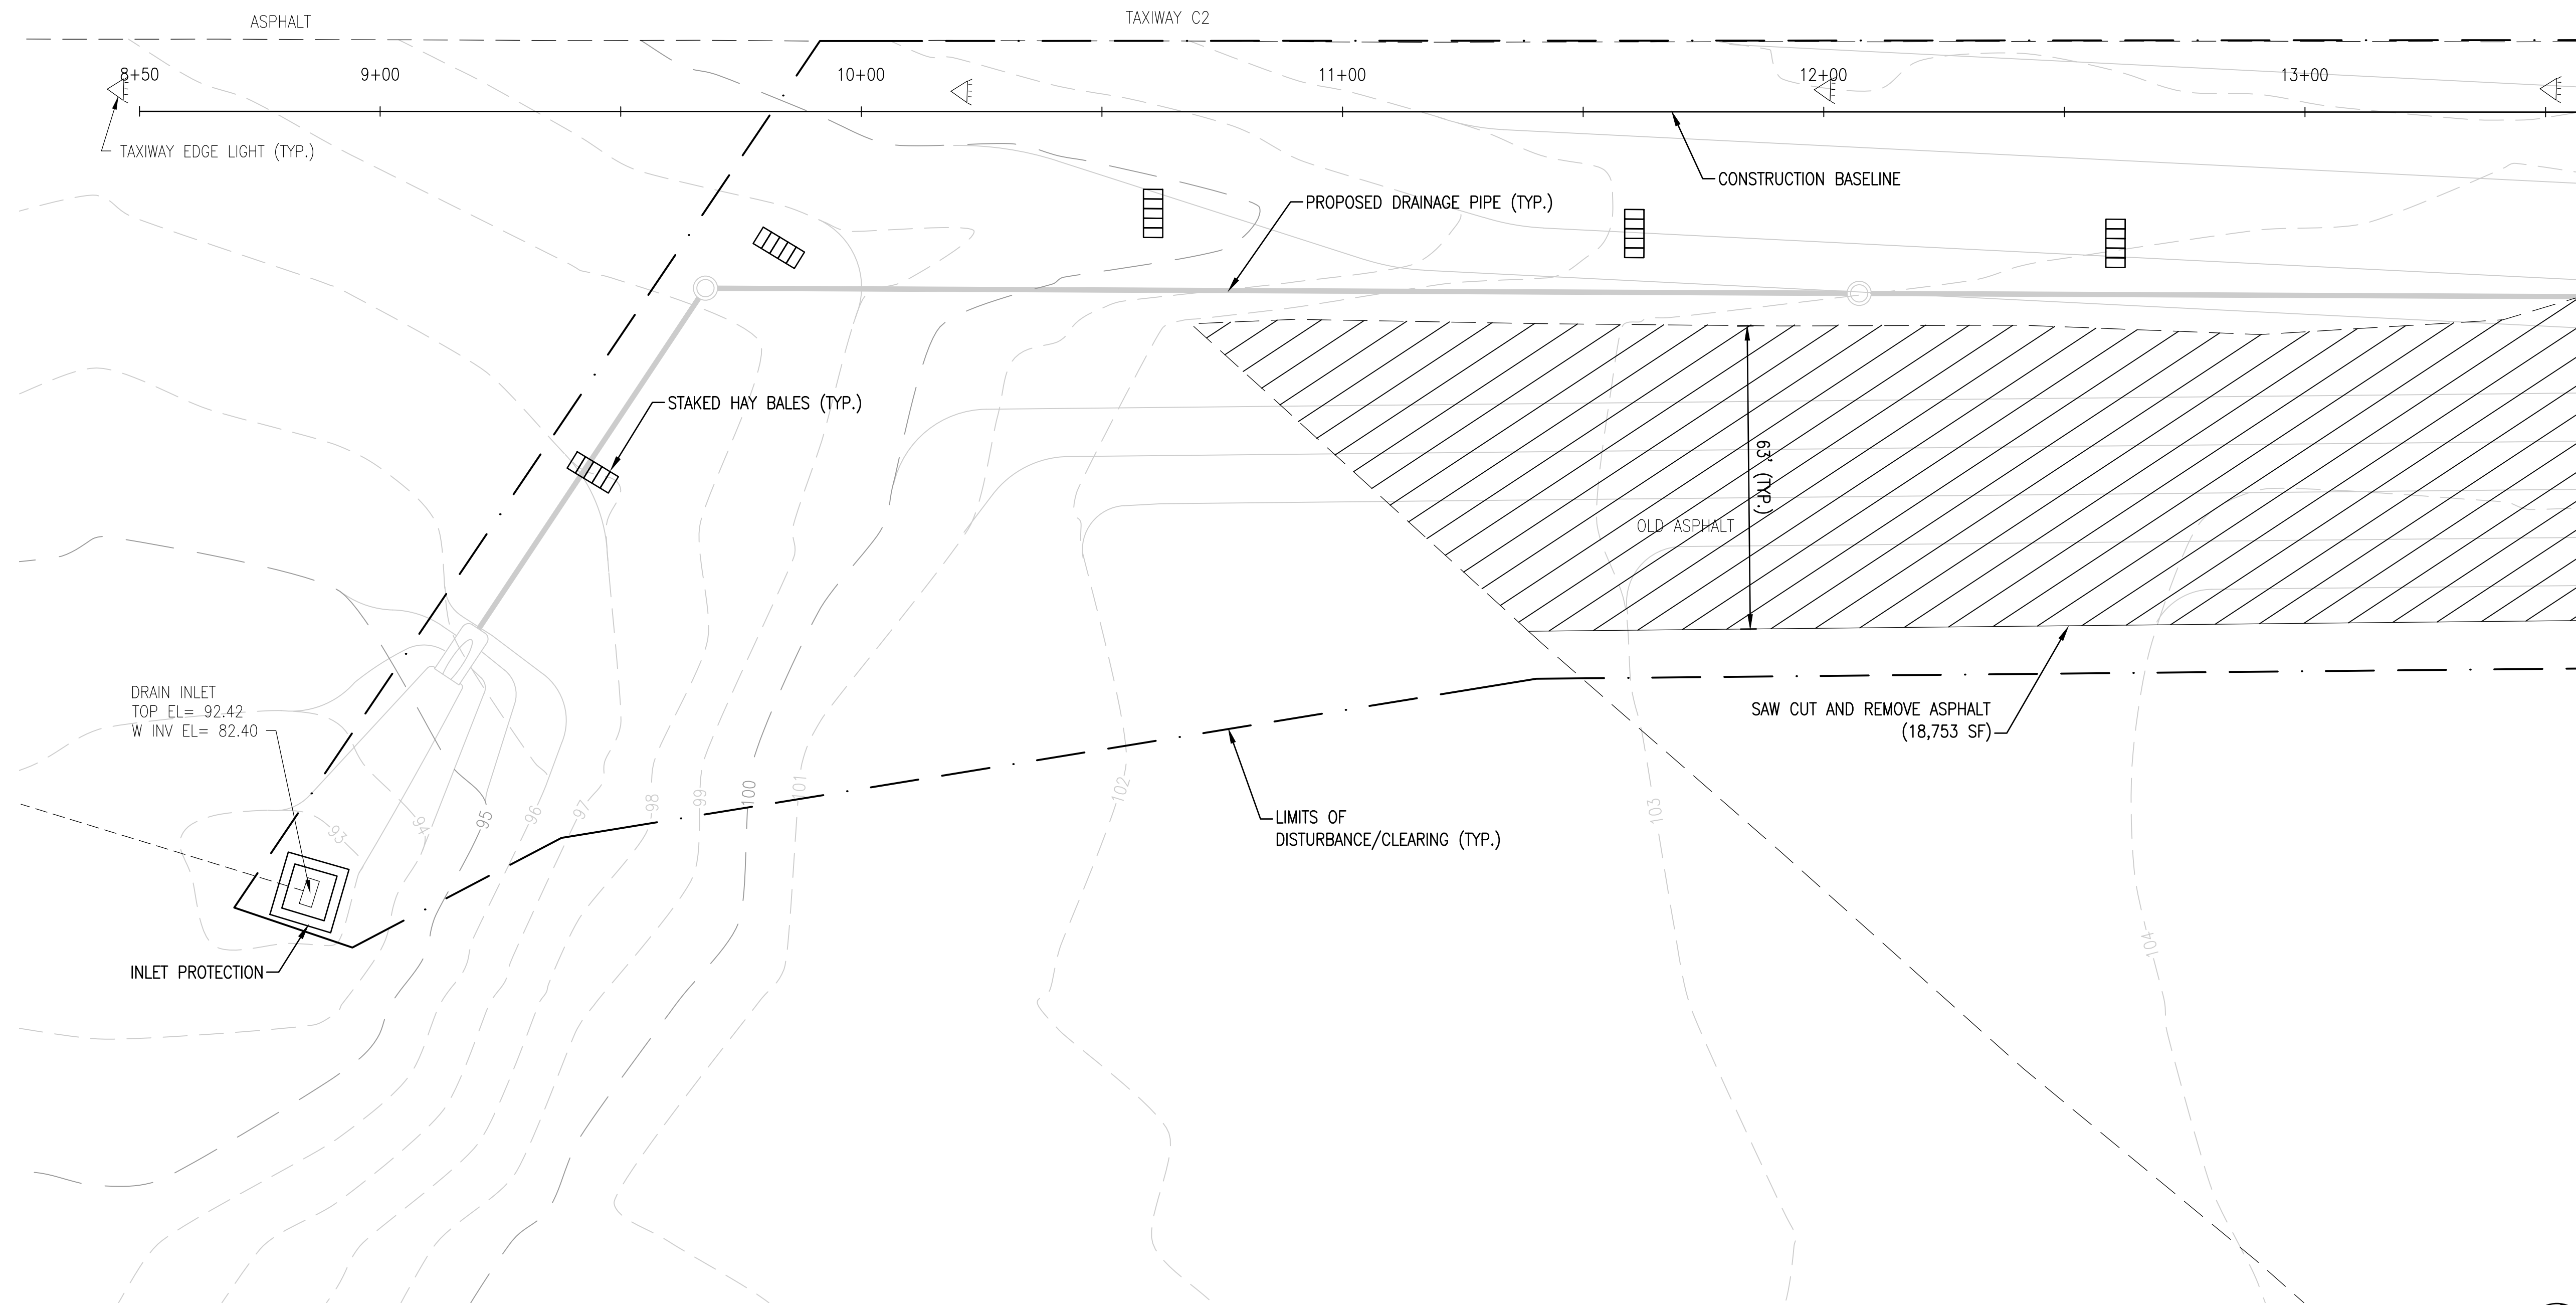 ASPHALT
TAXIWAY C2
8+50
9+00
10+00
11+00
12+00
13+00
TAXIWAY EDGE LIGHT (TYP.)
CONSTRUCTION BASELINE
PROPOSED DRAINAGE PIPE (TYP.)
STAKED HAY BALES (TYP.)
63' (TYP.)
OLD ASPHALT
DRAIN INLET
TOP EL= 92.42
W INV EL= 82.40
SAW CUT AND REMOVE ASPHALT
(18,753 SF)
LIMITS OF
DISTURBANCE/CLEARING (TYP.)
93
94
95
96
97
98
99
100
101
102
103
104
INLET PROTECTION